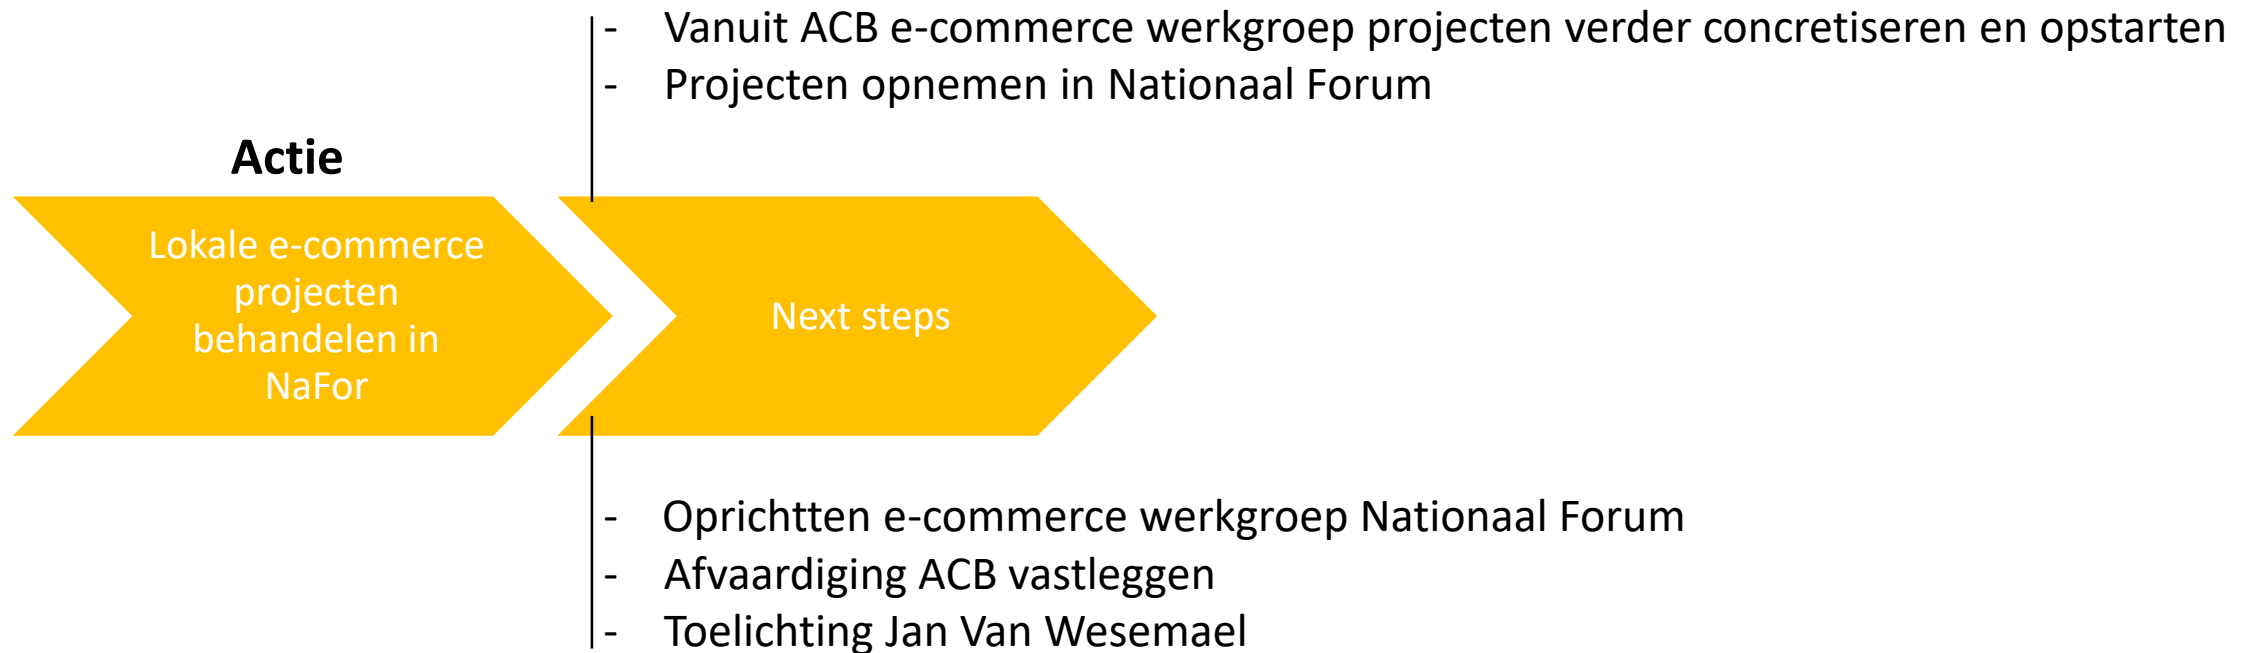 - Vanuit ACB e-commerce werkgroep projecten verder concretiseren en opstarten
- Projecten opnemen in Nationaal Forum
Actie
Lokale e-commerce
projecten
behandelen in
NaFor
Next steps
- Oprichtten e-commerce werkgroep Nationaal Forum
- Afvaardiging ACB vastleggen
- Toelichting Jan Van Wesemael